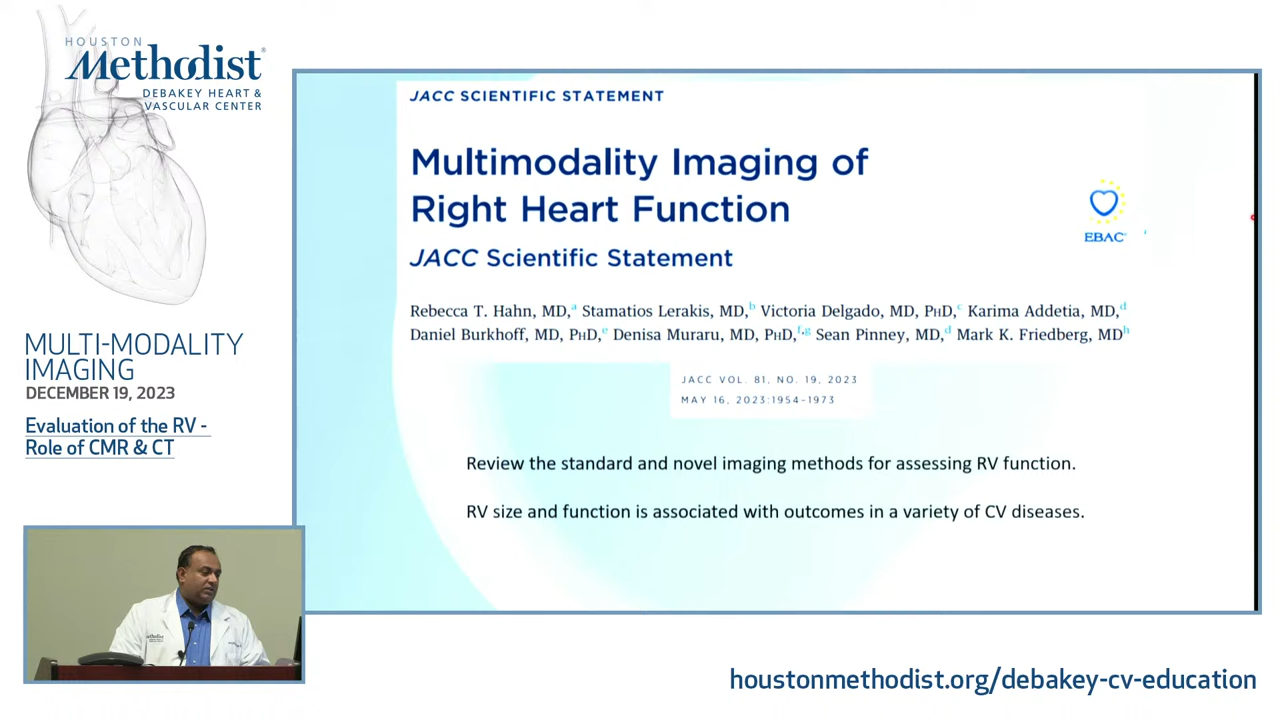 HOUSTON
Methodist®
DEBAKEY HEART &
VASCULAR CENTER
MULTI-MODALITY
IMAGING
DECEMBER 19, 2023
Evaluation of the RV -
Role of CMR & CT
JACC SCIENTIFIC STATEMENT
Multimodality Imaging of
Right Heart Function
JACC Scientific Statement
EBAC
Rebecca T. Hahn, MD,a Stamatios Lerakis, MD,b Victoria Delgado, MD, PHD,c Karima Addetia, MD,d
Daniel Burkhoff, MD, PHD,e Denisa Muraru, MD, PHD,f,g Sean Pinney, MD,d Mark K. Friedberg, MDh
JACC VOL. 81, NO. 19, 2023
MAY 16, 2023:1954–1973
Review the standard and novel imaging methods for assessing RV function.
RV size and function is associated with outcomes in a variety of CV diseases.
Methodist
houstonmethodist.org/debakey-cv-education